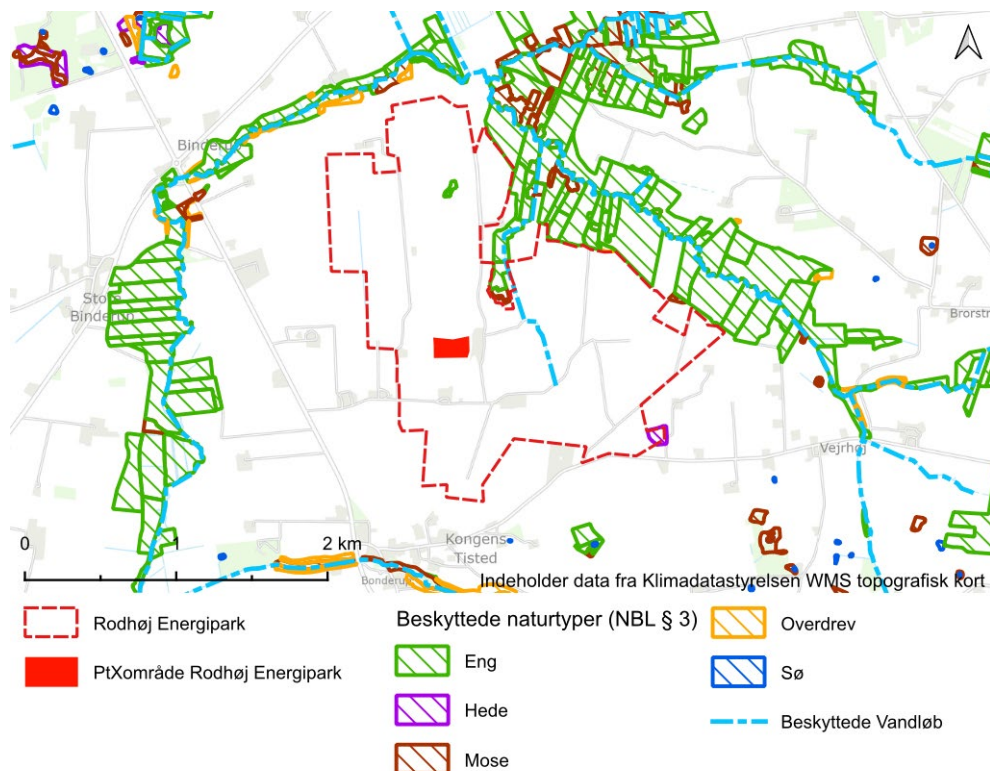 Binderup
Store
Binderup
Brorstr
Vejrhøj
Kongens
Tisted
Bonderup
0 1 2 km
Indeholder data fra Klimadatastyrelsen WMS topografisk kort
Rodhøj Energipark
PtXområde Rodhøj Energipark
Beskyttede naturtyper (NBL § 3)
Eng
Hede
Mose
Overdrev
Sø
Beskyttede Vandløb